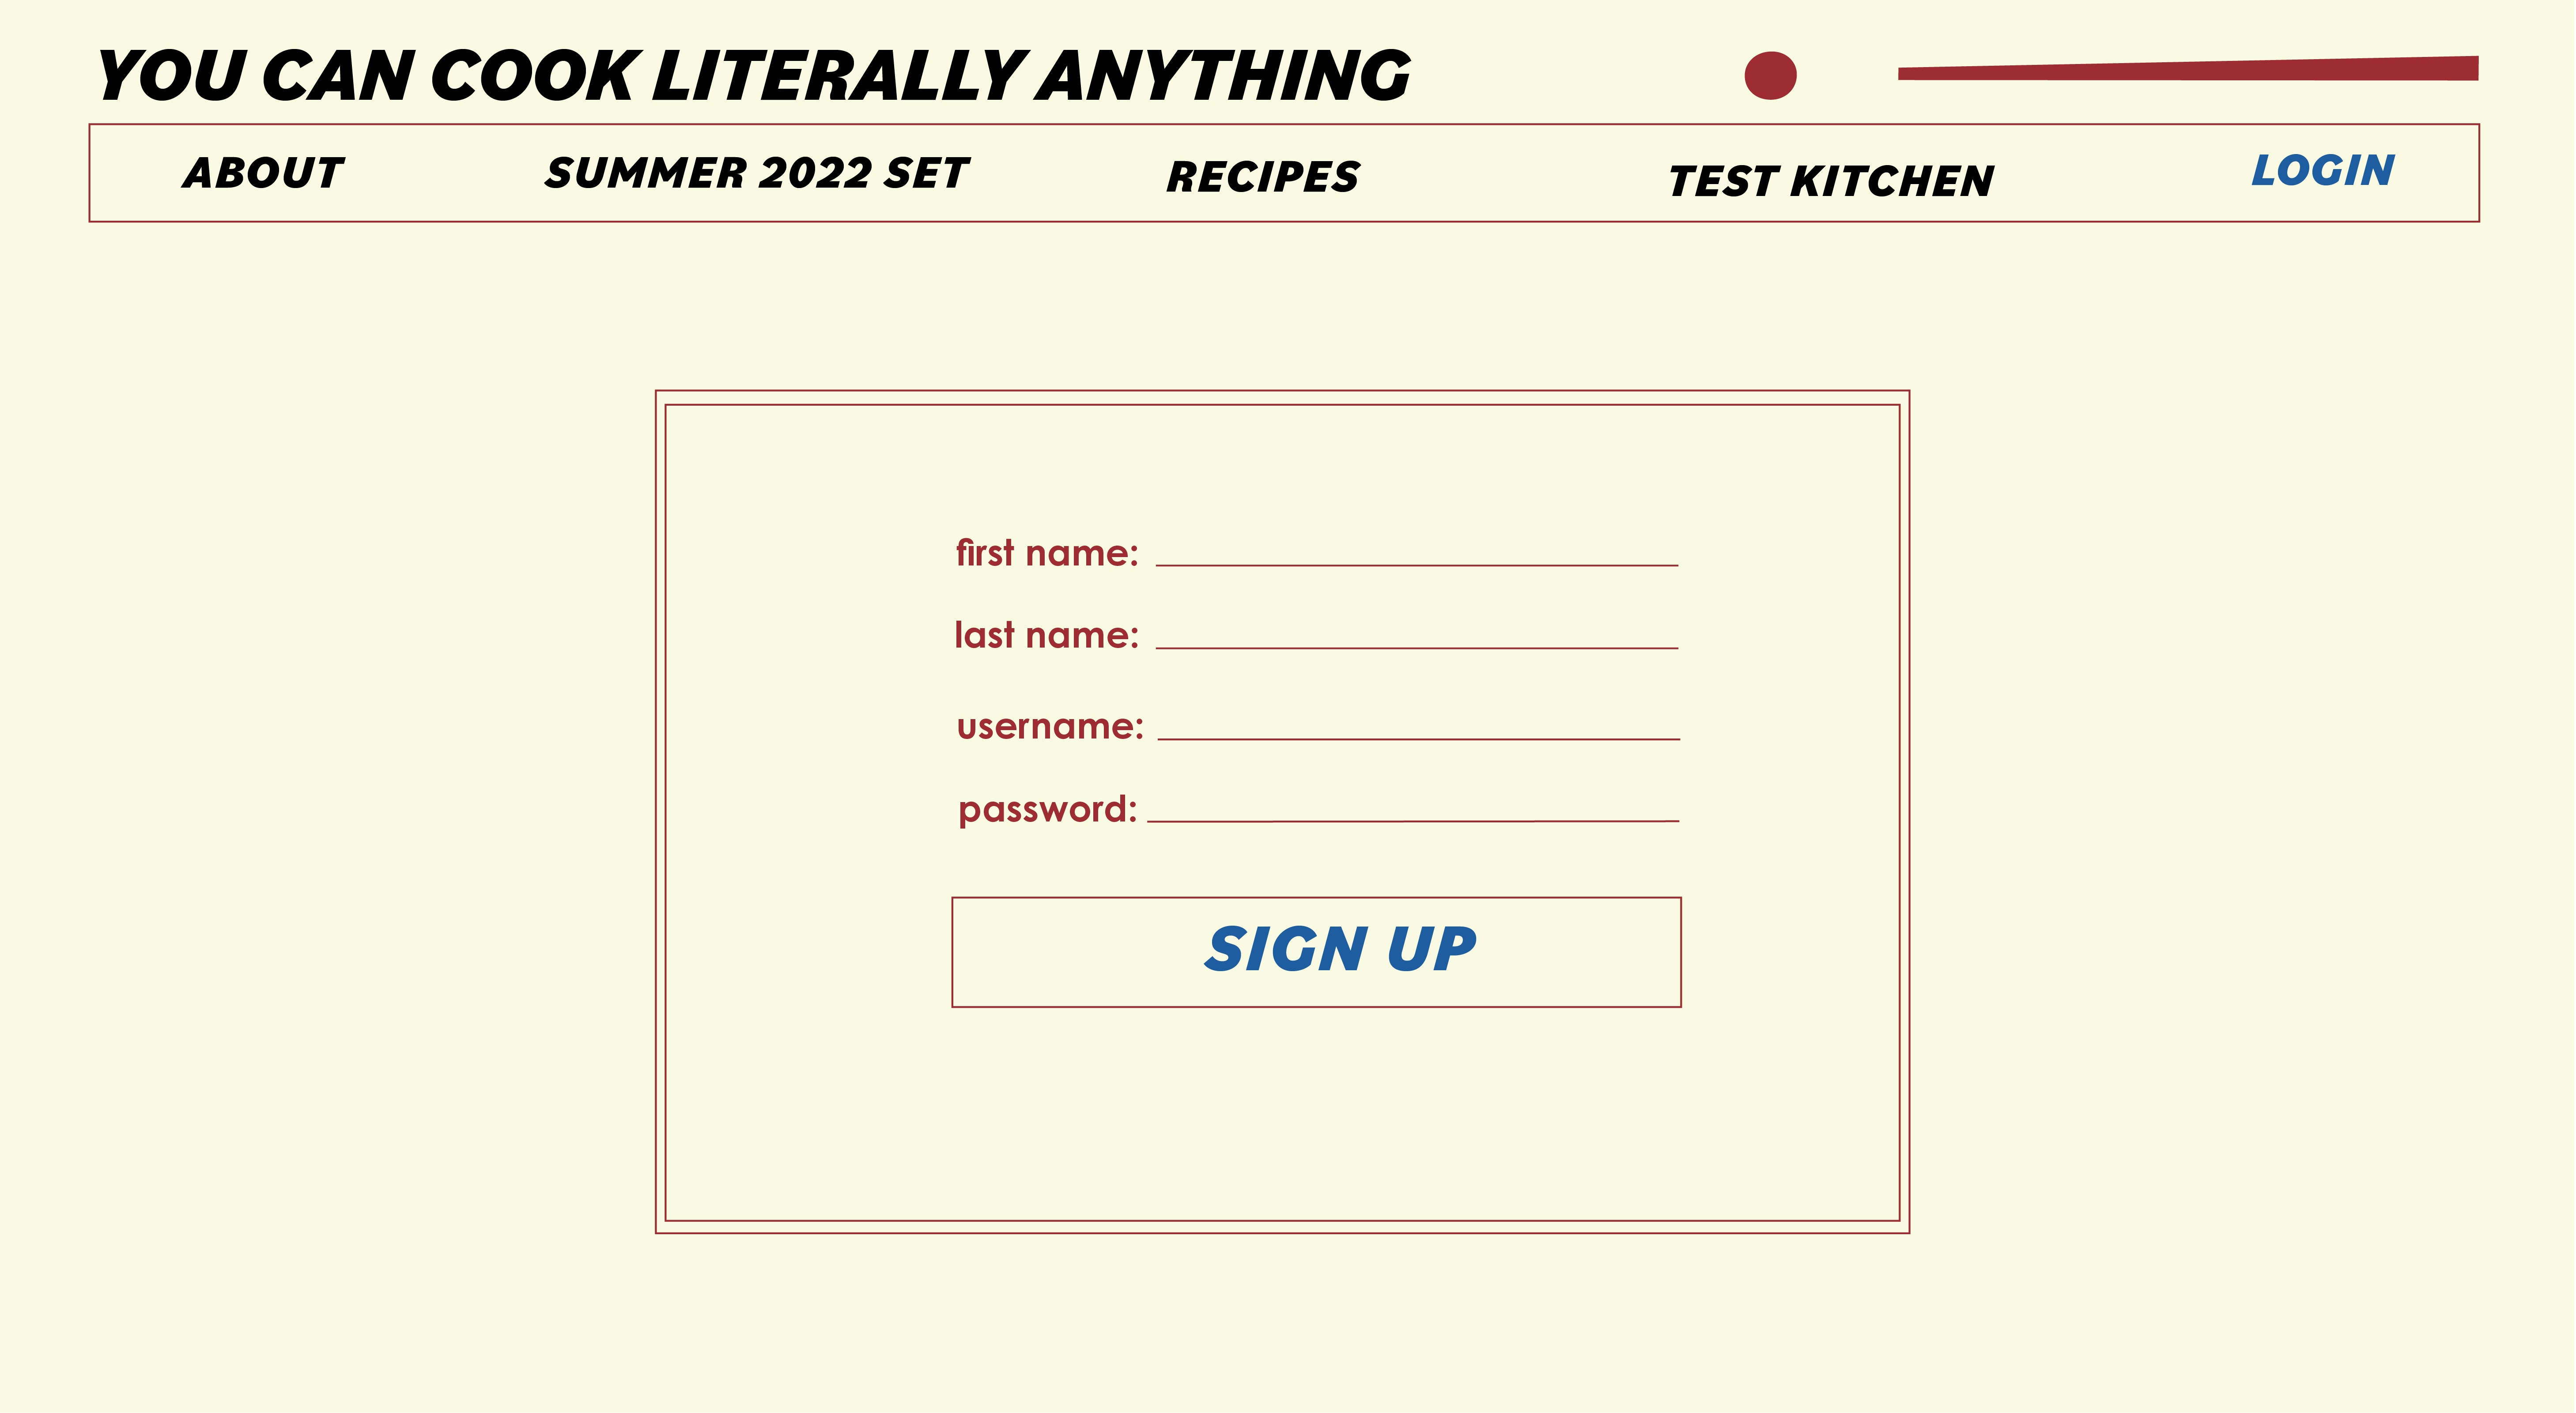 YOU CAN COOK LITERALLY ANYTHING
ABOUT SUMMER 2022 SET RECIPES TEST KITCHEN LOGIN
first name:
last name:
username:
password:
SIGN UP